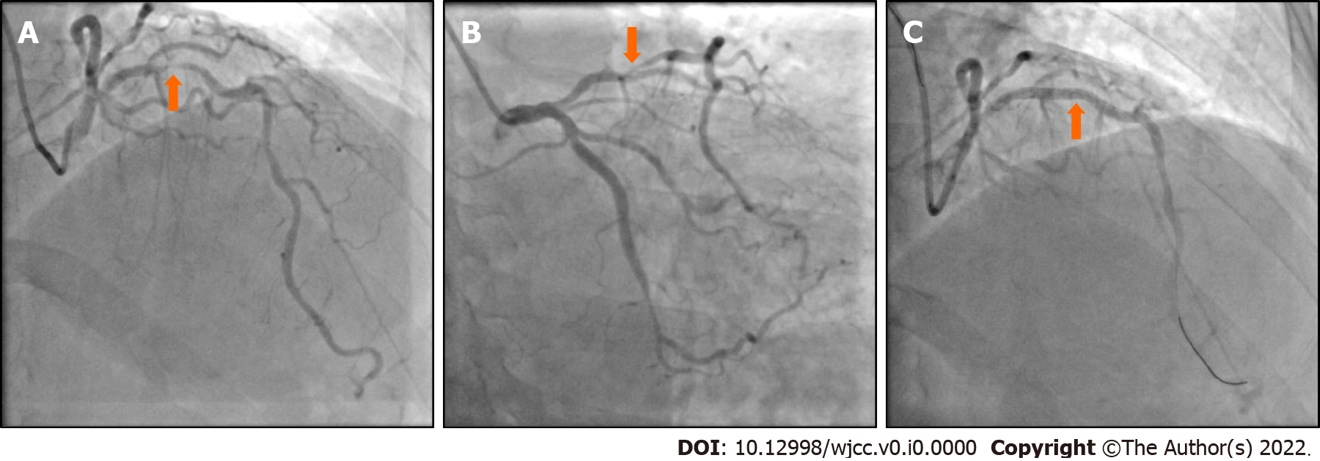 A
B
C
DOI: 10.12998/wjcc.v0.i0.0000 Copyright ©The Author(s) 2022.